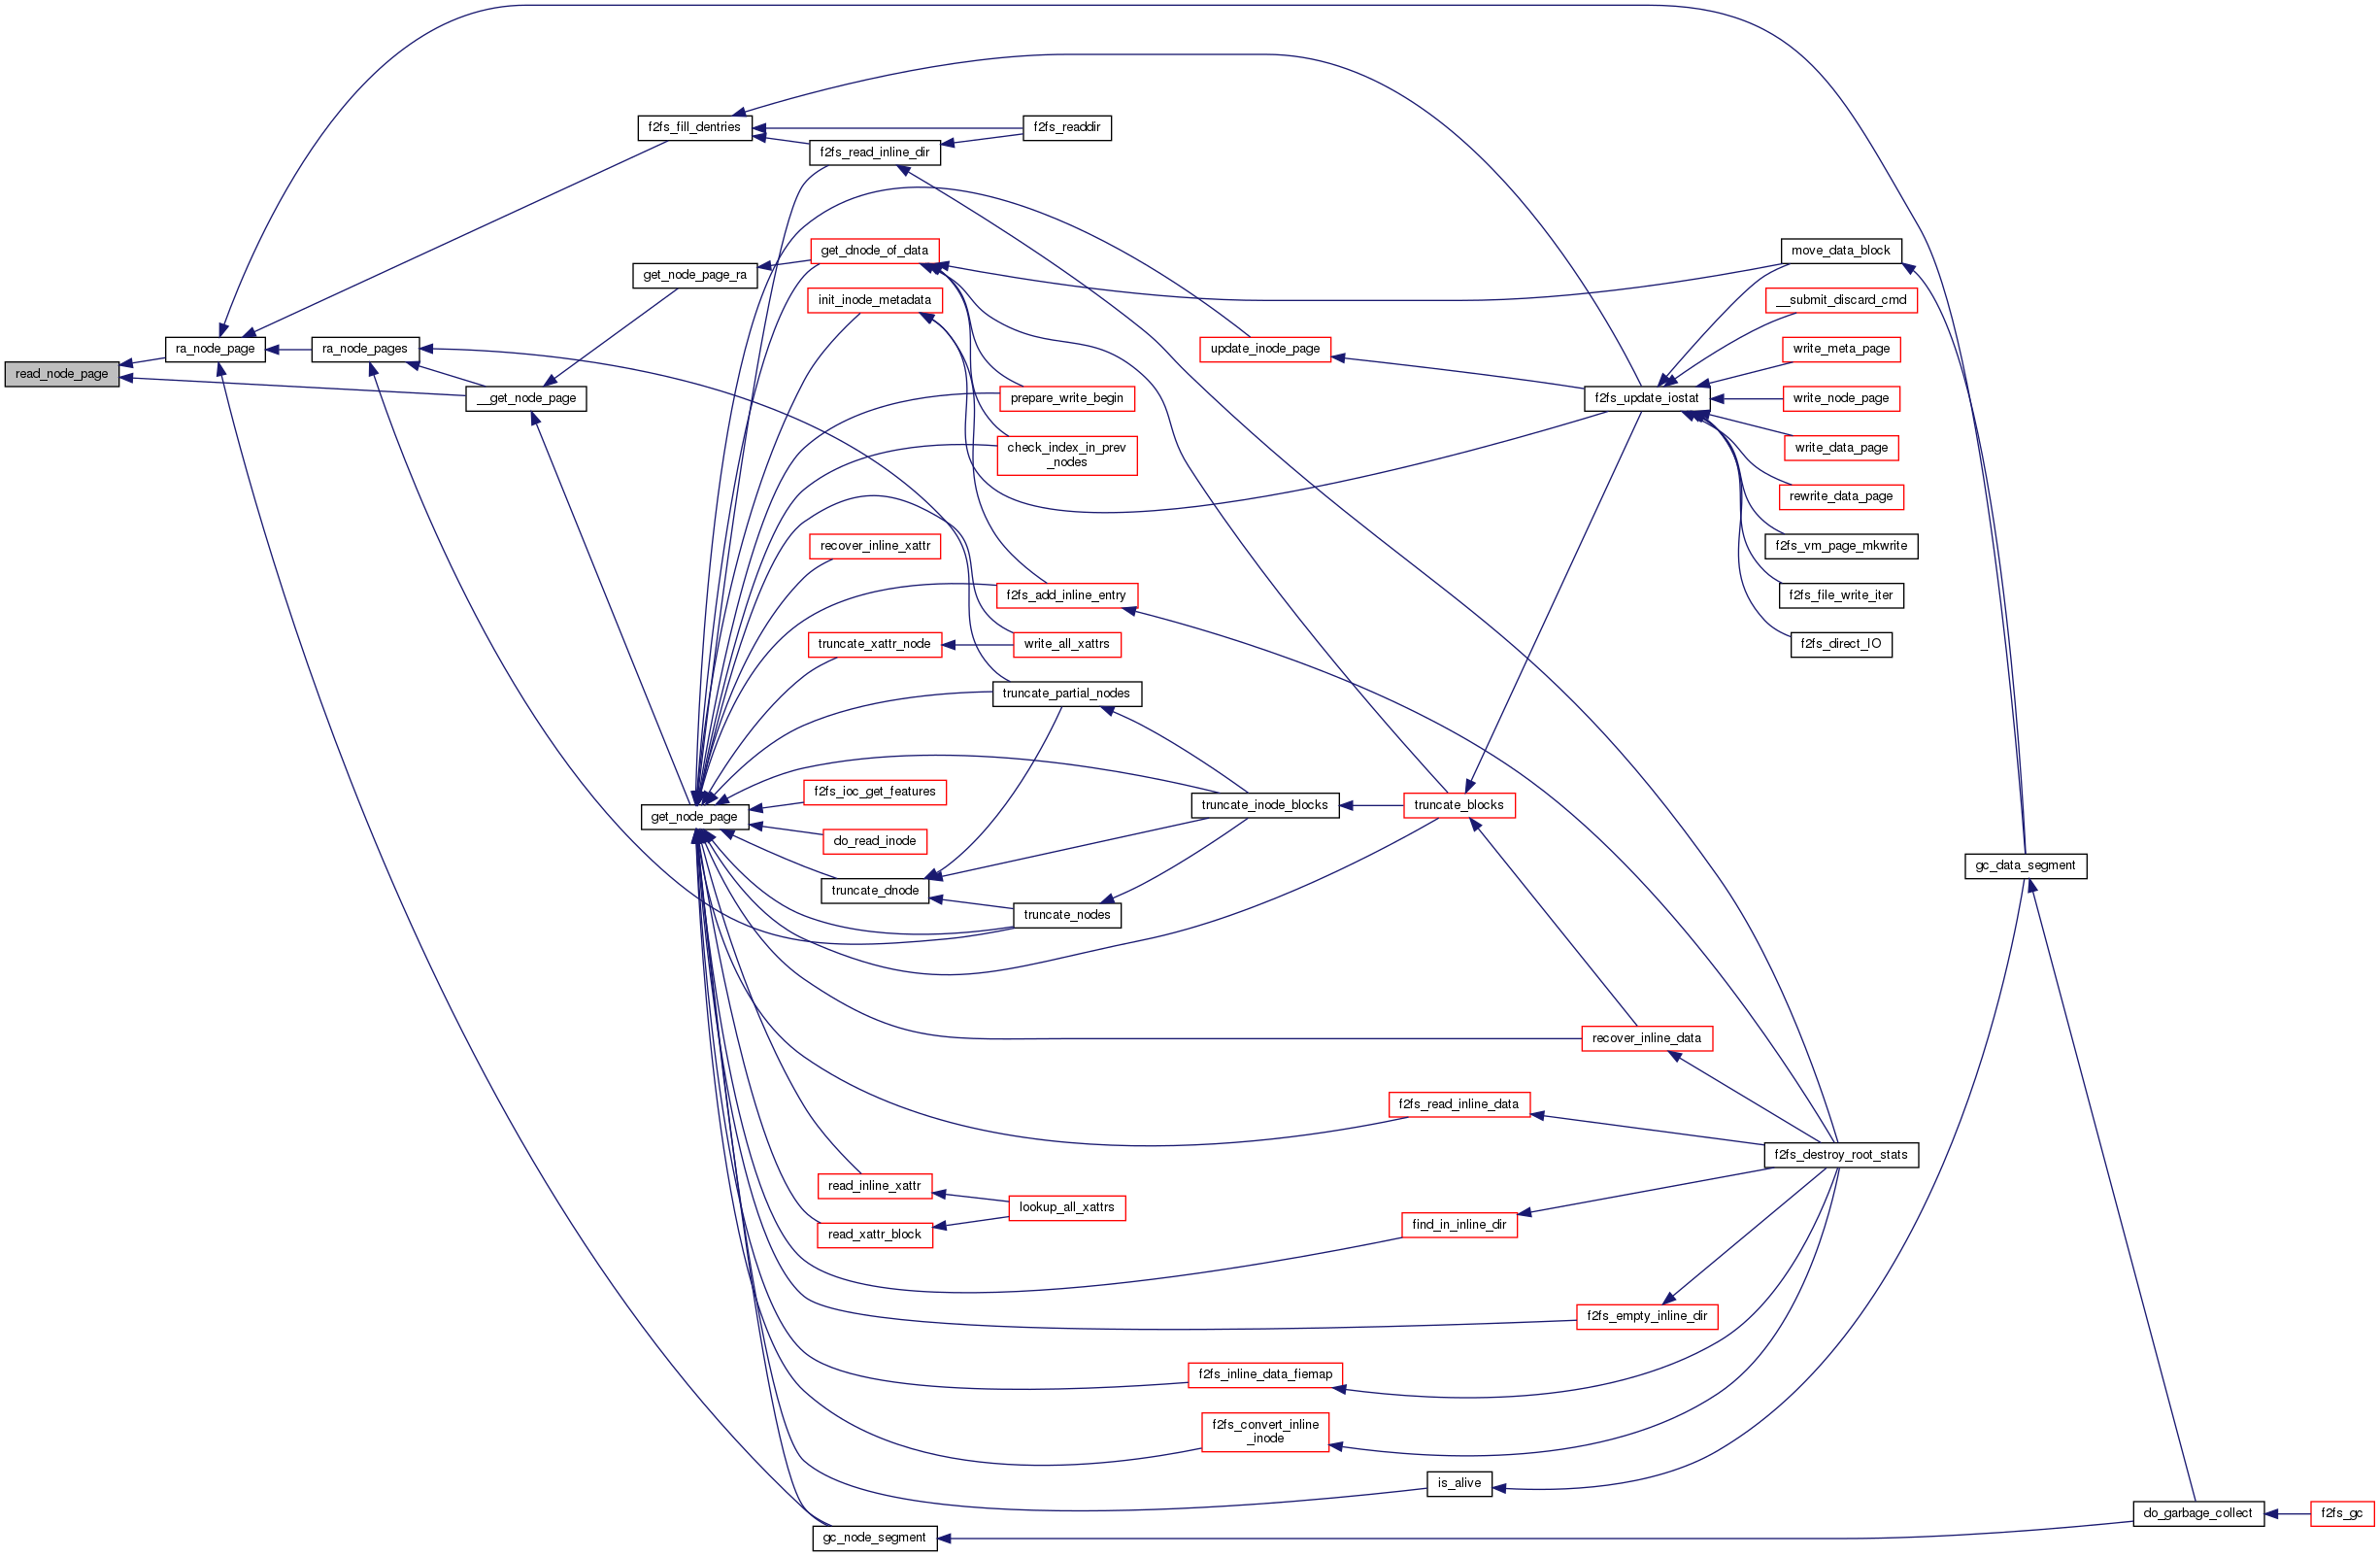 f2fs_fill_dentries
f2fs_readdir
f2fs_read_inline_dir
get_dnode_of_data
move_data_block
get_node_page_ra
init_inode_metadata
__submit_discard_cmd
ra_node_page
ra_node_pages
update_inode_page
write_meta_page
read_node_page
__get_node_page
prepare_write_begin
f2fs_update_iostat
write_node_page
check_index_in_prev
_nodes
write_data_page
rewrite_data_page
recover_inline_xattr
f2fs_vm_page_mkwrite
f2fs_add_inline_entry
f2fs_file_write_iter
truncate_xattr_node
write_all_xattrs
f2fs_direct_IO
truncate_partial_nodes
f2fs_ioc_get_features
truncate_inode_blocks
truncate_blocks
get_node_page
do_read_inode
gc_data_segment
truncate_dnode
truncate_nodes
recover_inline_data
f2fs_read_inline_data
f2fs_destroy_root_stats
read_inline_xattr
lookup_all_xattrs
find_in_inline_dir
read_xattr_block
f2fs_empty_inline_dir
f2fs_inline_data_fiemap
f2fs_convert_inline
_inode
is_alive
do_garbage_collect
f2fs_gc
gc_node_segment